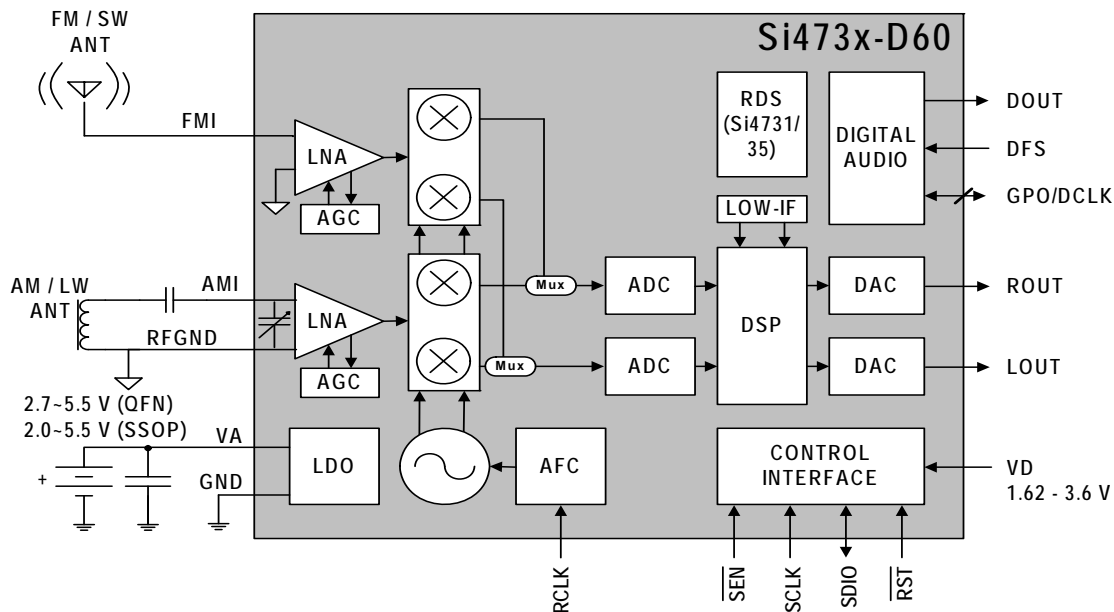 FM / SW
ANT
Si473x-D60
RDS
(Si4731/
35)
DIGITAL
AUDIO
DOUT
DFS
GPO/DCLK
FMI
LNA
AGC
LOW-IF
AM / LW
ANT
AMI
RFGND
LNA
AGC
Mux
Mux
ADC
ADC
DSP
DAC
DAC
ROUT
LOUT
2.7~5.5 V (QFN)
2.0~5.5 V (SSOP)
VA
+
GND
LDO
AFC
CONTROL
INTERFACE
VD
1.62 - 3.6 V
RCLK
SEN
SCLK
SDIO
RST